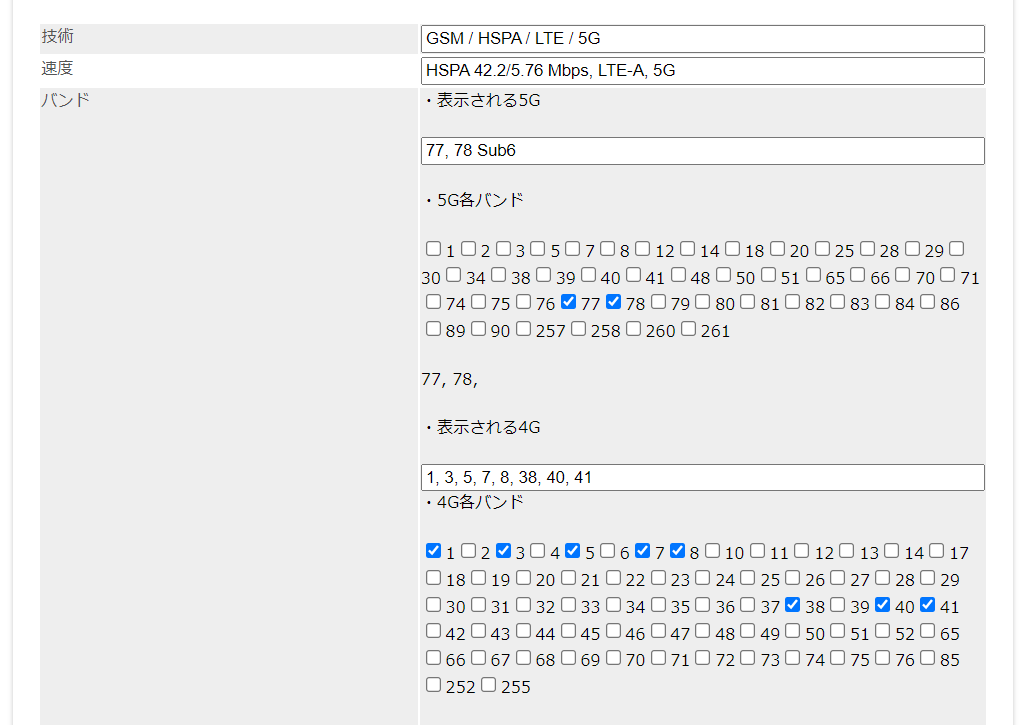 技術
GSM / HSPA / LTE / 5G
速度
HSPA 42.2/5.76 Mbps, LTE-A, 5G
バンド
・表示される5G
77, 78 Sub6
・5G各バンド
1 2 3 5 7 8 12 14 18 20 25 28 29
30 34 38 39 40 41 48 50 51 65 66 70 71
74 75 76 77 78 79 80 81 82 83 84 86
89 90 257 258 260 261
77, 78,
・表示される4G
1, 3, 5, 7, 8, 38, 40, 41
・4G各バンド
1 2 3 4 5 6 7 8 10 11 12 13 14 17
18 19 20 21 22 23 24 25 26 27 28 29
30 31 32 33 34 35 36 37 38 39 40 41
42 43 44 45 46 47 48 49 50 51 52 65
66 67 68 69 70 71 72 73 74 75 76 85
252 255